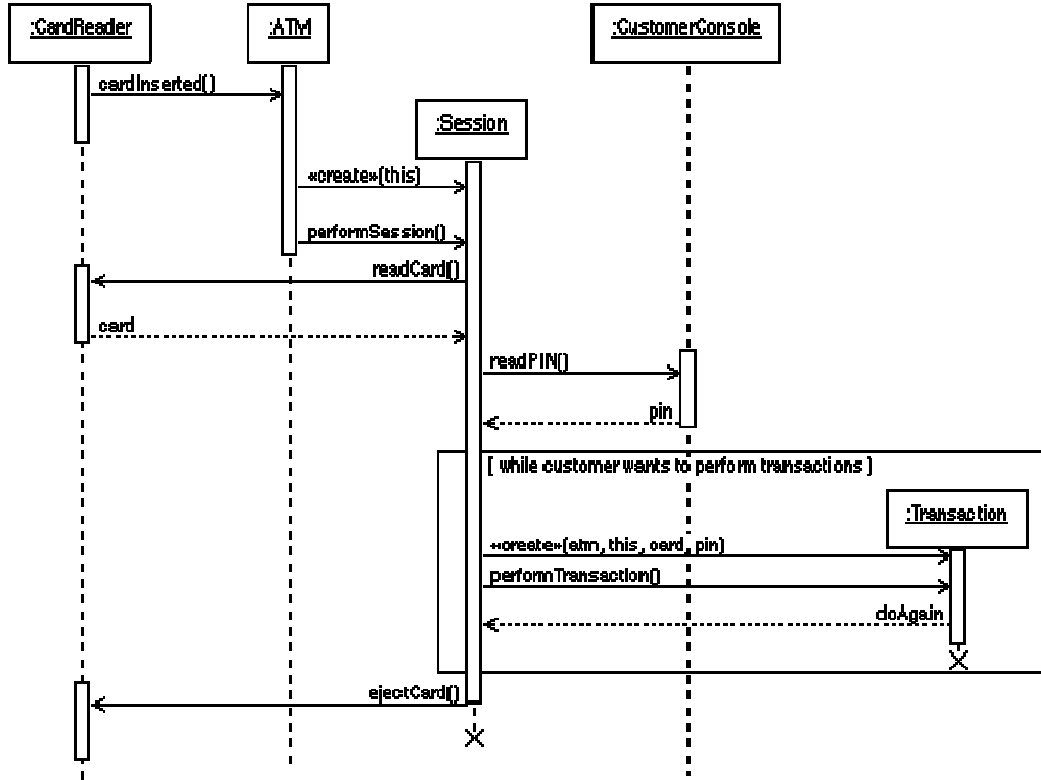 :CardReader
:ATM
:CustomerConsole
cardInserted()
:Session
«create»(this)
performSession()
readCard()
card
readPIN()
pin
[ while customer wants to perform transactions ]
:Transaction
«create»(atm, this, card, pin)
performTransaction()
doAgain
ejectCard()